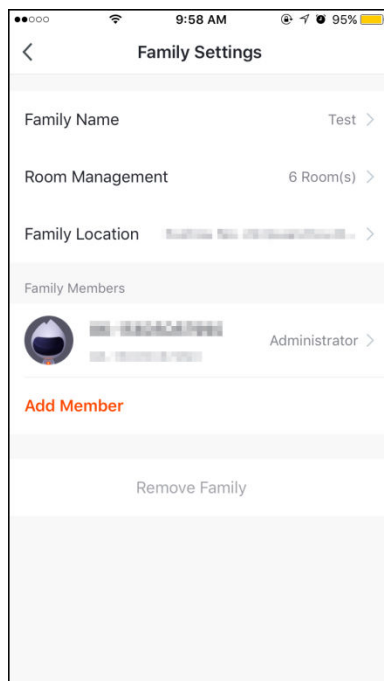 9:58 AM
95%
Family Settings
Family Name
Test
Room Management
6 Room(s)
Family Location
Family Members
Administrator
Add Member
Remove Family